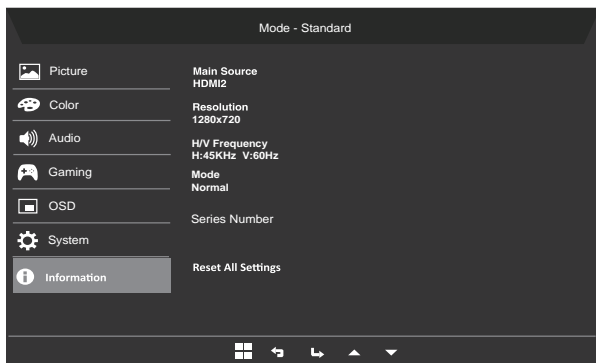 Mode - Standard
Picture
Color
Audio
Gaming
OSD
System
Information
Main Source
HDMI2
Resolution
1280x720
H/V Frequency
H:45KHz V:60Hz
Mode
Normal
Series Number
Reset All Settings